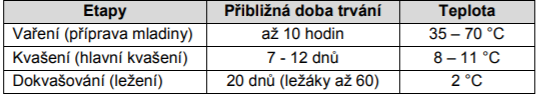 Etapy Přibližná doba trvání Teplota
Vaření (příprava mladiny) až 10 hodin 35 – 70 °C
Kvašení (hlavní kvašení) 7 - 12 dnů 8 – 11 °C
Dokvašování (ležení) 20 dnů (ležáky až 60) 2 °C